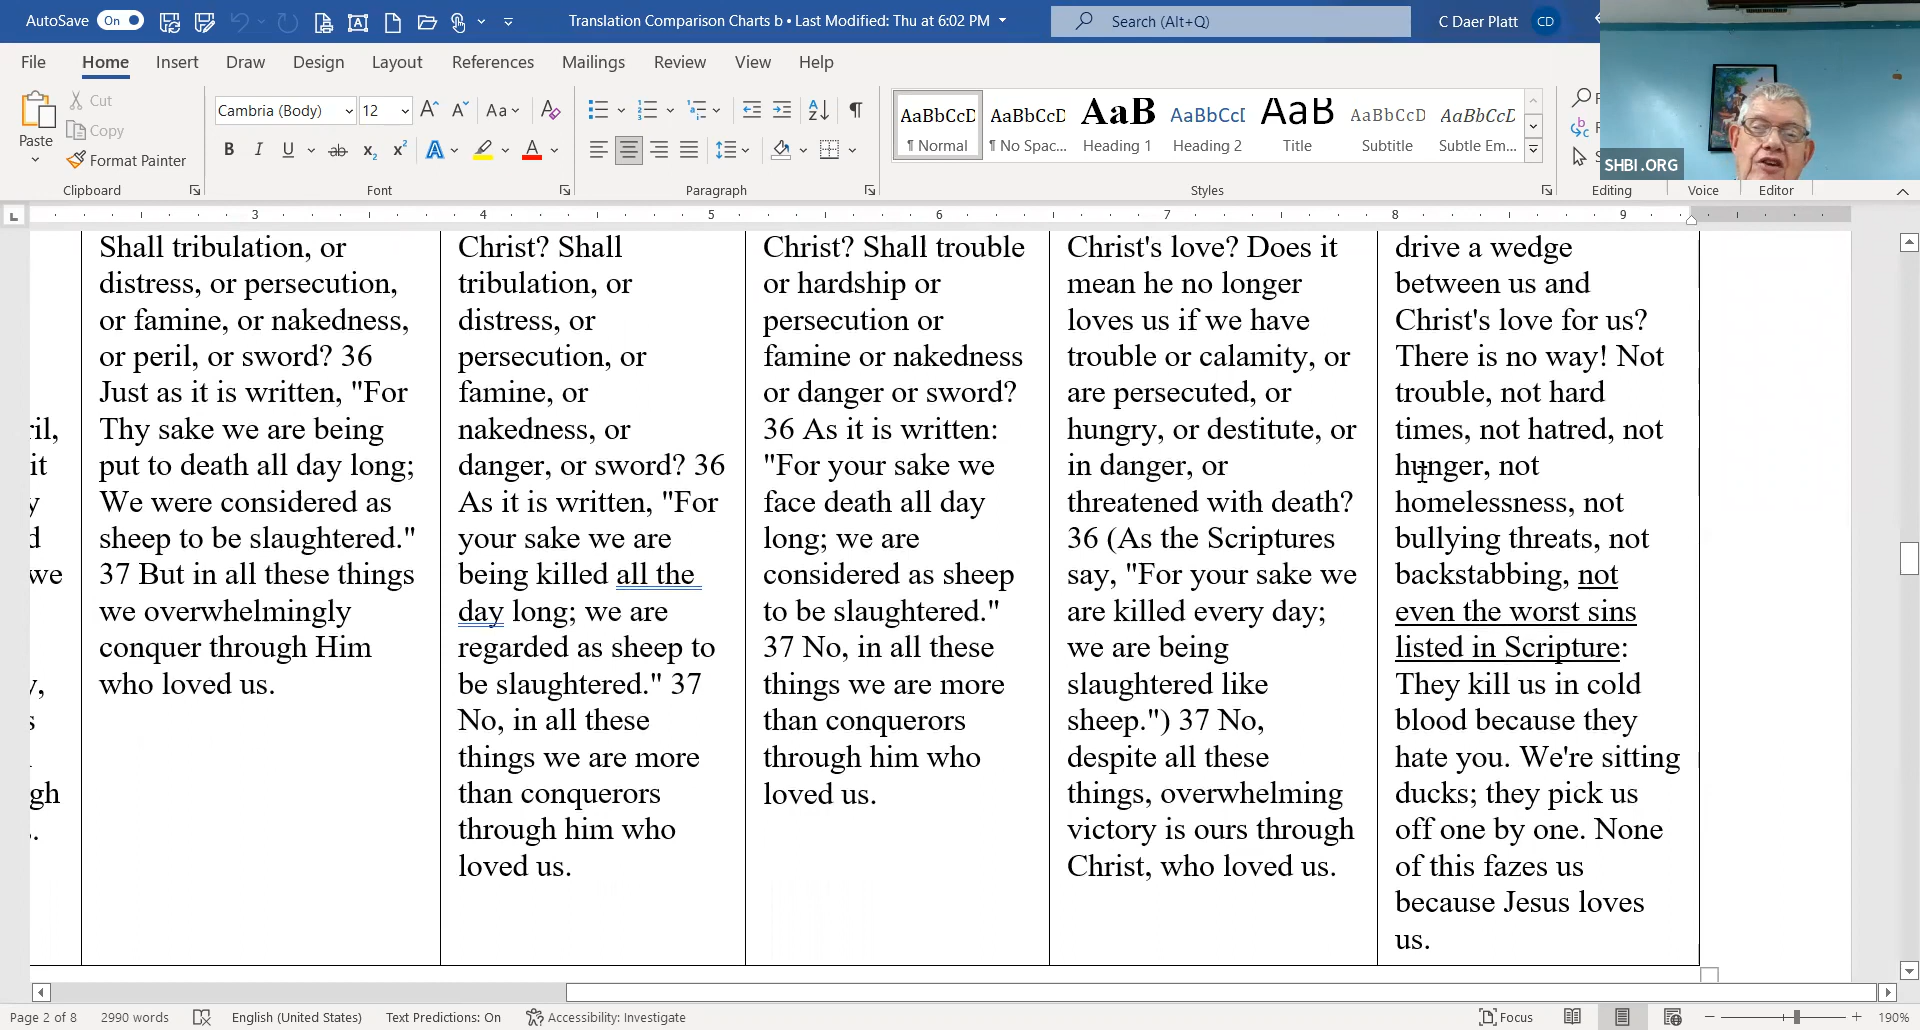 AutoSave On
Translation Comparison Charts b • Last Modified: Thu at 6:02 PM
Search (Alt+Q)
C Daer Platt CD
File Home Insert Draw Design Layout References Mailings Review View Help
Paste
Cut
Copy
Format Painter
Clipboard
Cambria (Body) 12
Font
Paragraph
AaBbCcD AaBbCcD AaB AaBbCcD AaB AaBbCcD AaBbCcD
¶ Normal ¶ No Spac... Heading 1 Heading 2 Title Subtitle Subtle Em...
Styles
Editing
Voice
Editor
SHBI.ORG
3 4 5 6 7 8 9
ril,
it
y
d
we
y,
s
gh
Shall tribulation, or
distress, or persecution,
or famine, or nakedness,
or peril, or sword? 36
Just as it is written, "For
Thy sake we are being
put to death all day long;
We were considered as
sheep to be slaughtered."
37 But in all these things
we overwhelmingly
conquer through Him
who loved us.
Christ? Shall
tribulation, or
distress, or
persecution, or
famine, or
nakedness, or
danger, or sword? 36
As it is written, "For
your sake we are
being killed all the
day long; we are
regarded as sheep to
be slaughtered." 37
No, in all these
things we are more
than conquerors
through him who
loved us.
Christ? Shall trouble
or hardship or
persecution or
famine or nakedness
or danger or sword?
36 As it is written:
"For your sake we
face death all day
long; we are
considered as sheep
to be slaughtered."
37 No, in all these
things we are more
than conquerors
through him who
loved us.
Christ's love? Does it
mean he no longer
loves us if we have
trouble or calamity, or
are persecuted, or
hungry, or destitute, or
in danger, or
threatened with death?
36 (As the Scriptures
say, "For your sake we
are killed every day;
we are being
slaughtered like
sheep.") 37 No,
despite all these
things, overwhelming
victory is ours through
Christ, who loved us.
drive a wedge
between us and
Christ's love for us?
There is no way! Not
trouble, not hard
times, not hatred, not
hunger, not
homelessness, not
bullying threats, not
backstabbing, not
even the worst sins
listed in Scripture:
They kill us in cold
blood because they
hate you. We're sitting
ducks; they pick us
off one by one. None
of this fazes us
because Jesus loves
us.
Page 2 of 8 2990 words English (United States) Text Predictions: On Accessibility: Investigate Focus 190%